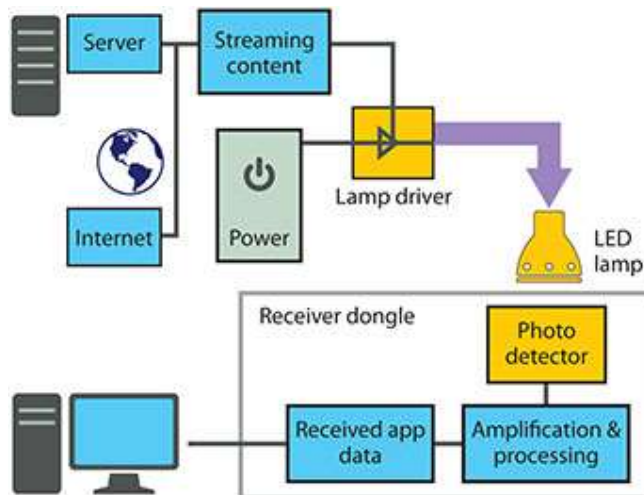 Server
Streaming
content
Internet
Power
Lamp driver
LED
lamp
Receiver dongle
Photo
detector
Received app
data
Amplification &
processing